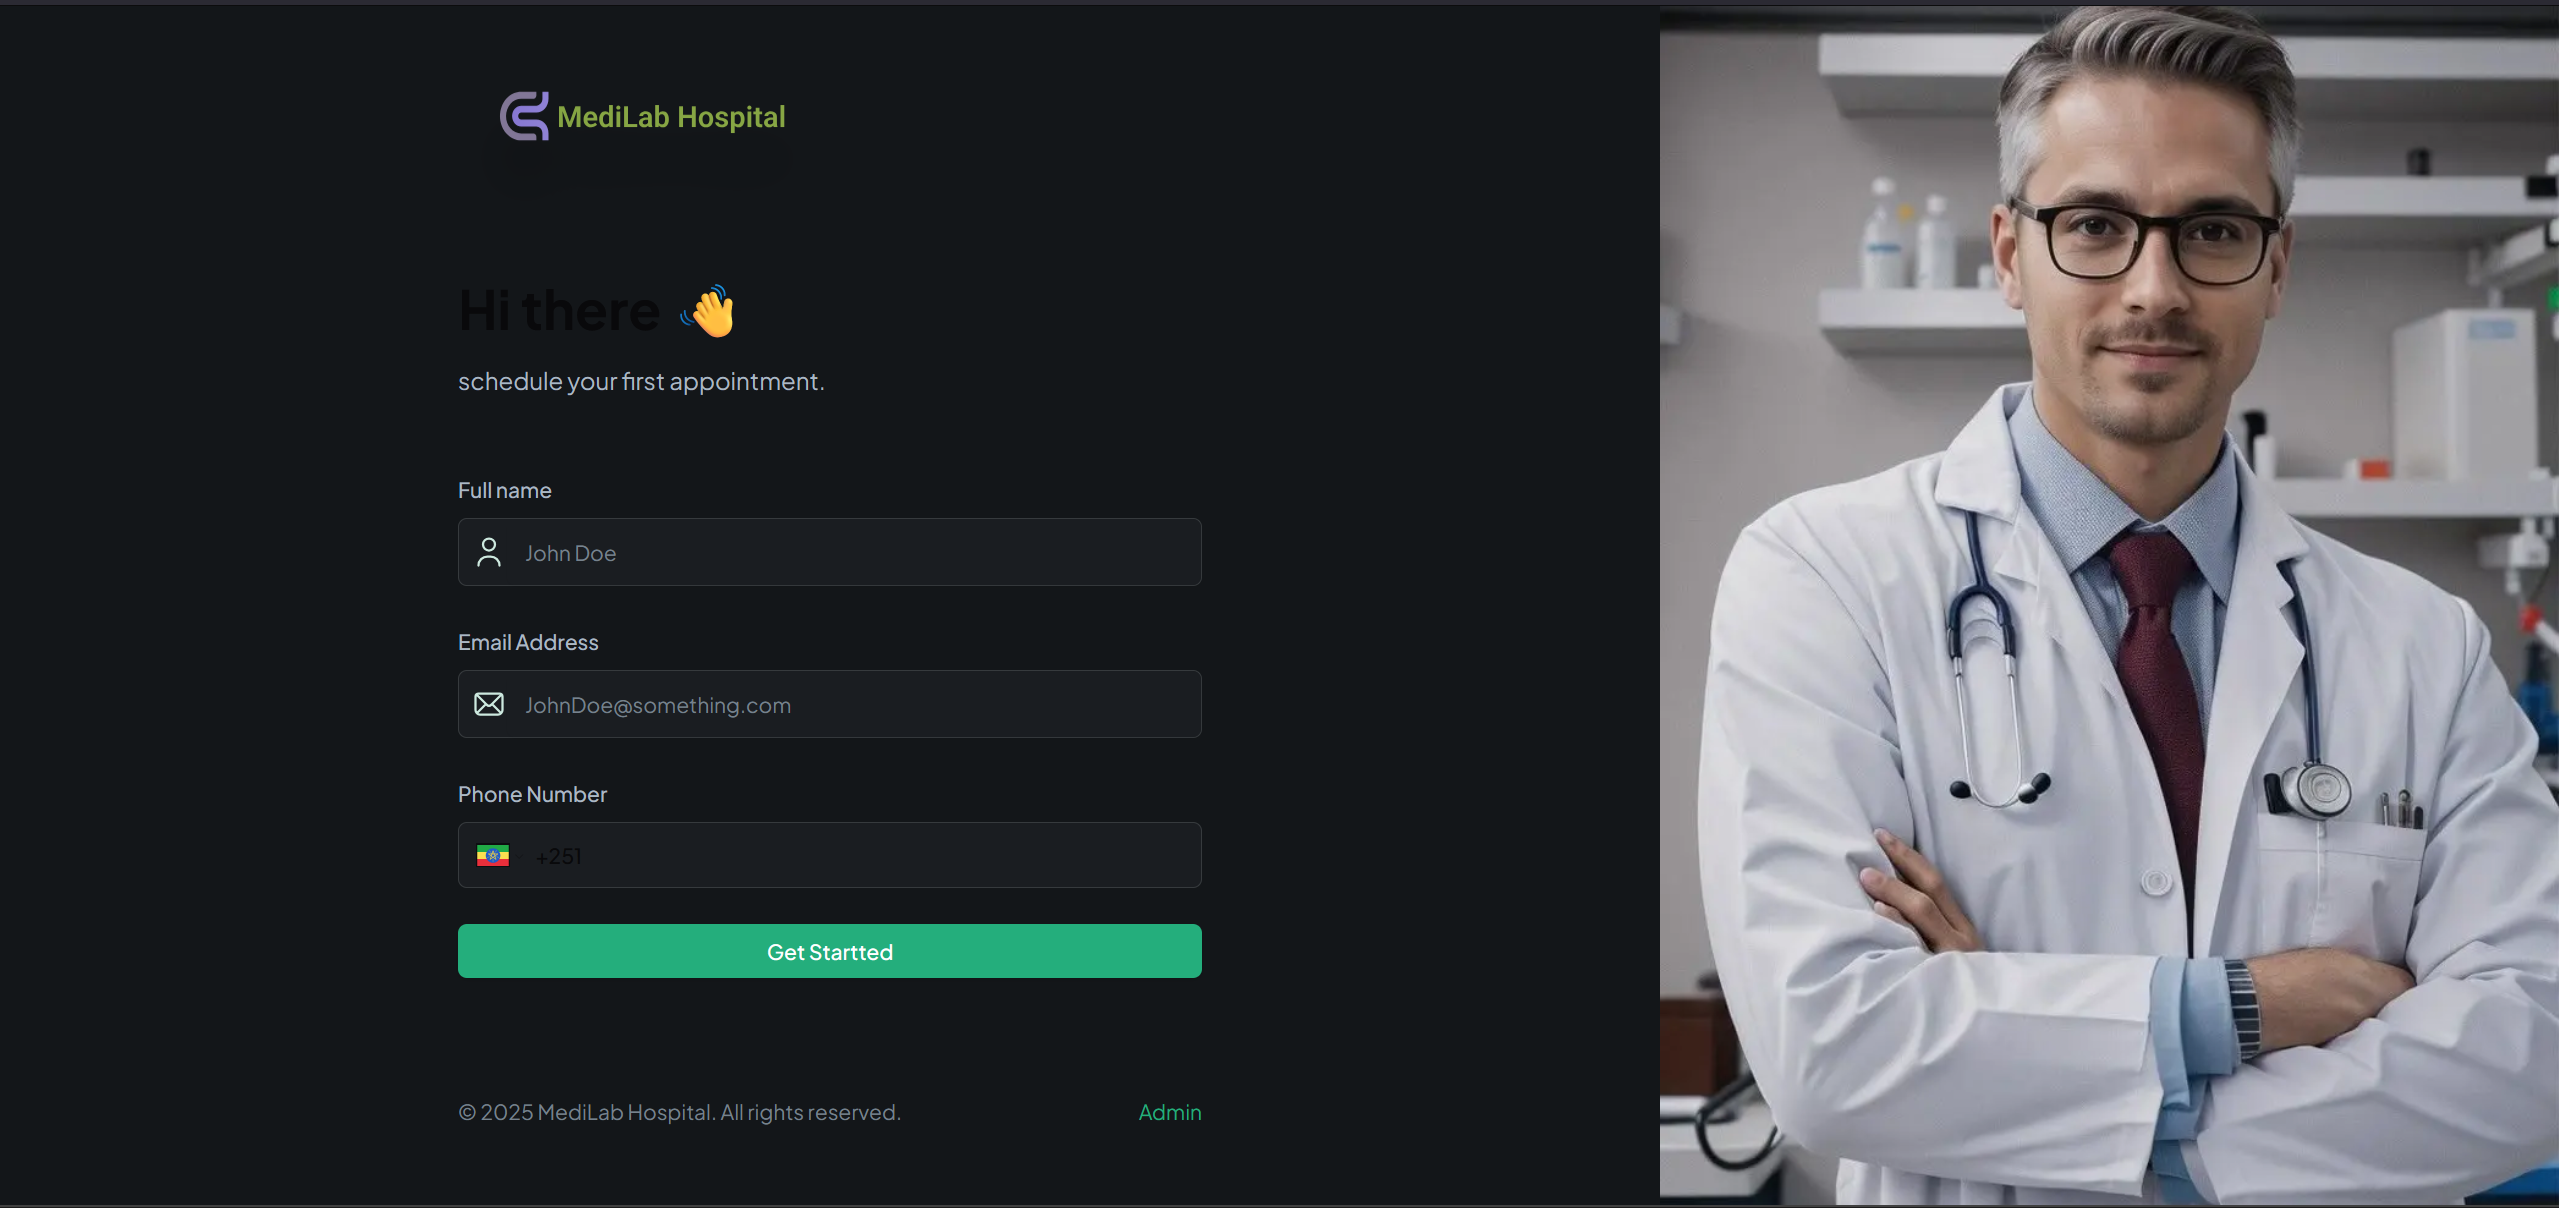 MediLab Hospital
Hi there 👋
schedule your first appointment.
Full name
John Doe
Email Address
JohnDoe@something.com
Phone Number
+251
Get Startted
© 2025 MediLab Hospital. All rights reserved.
Admin